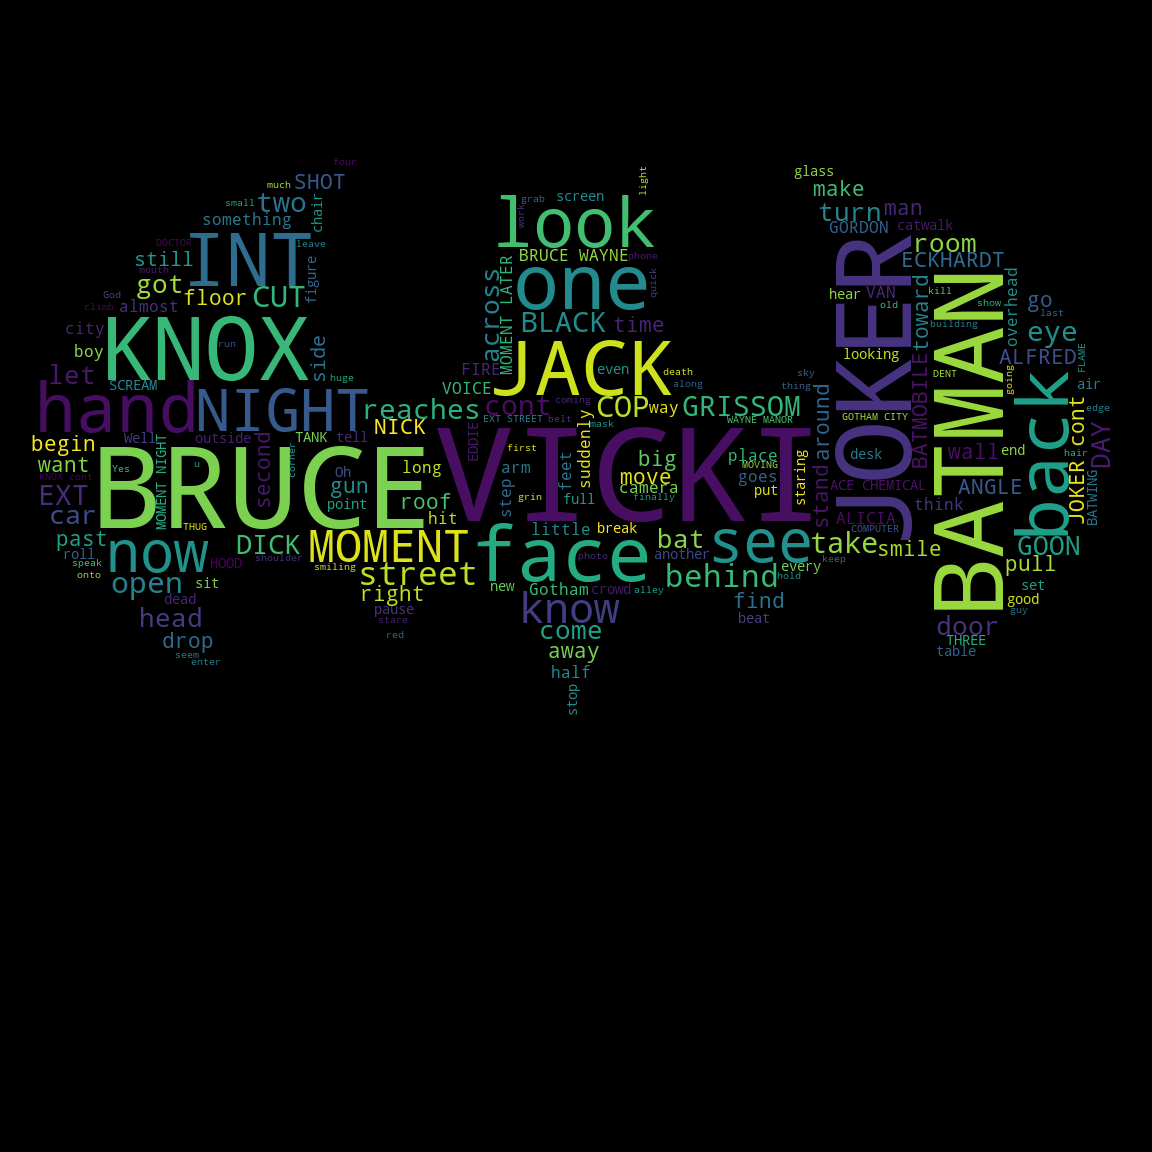 four
much
SHOT
small
two
chair
something
DOCTOR
INT
leave
still
mouth
God
got
floor
CUT
figure
climb
almost
city
KNOX
run
side
boy
let
SCREAM
huge
hand
NIGHT
reaches
begin
Well
outside
TANK
tell
NICK
want
Yes
u
second
corner
Oh
long
KNOX cont
BRUCE
gun
roof
EXT
MOMENT NIGHT
point
car
THUG
hit
past
now
DICK
MOMENT
roll
HOOD
shoulder
speak
onto
smiling
street
open
sit
right
dead
pause
head
stare
drop
red
seem
enter
light
grab
screen
work
look
BRUCE WAYNE
phone
across
MOMENT LATER
one
quick
BLACK
time
JACK
FIRE
even
death
VOICE
along
coming
cont
COP
way
GRISSOM
EXT STREET
belt
mask
WAYNE MANOR
EDDIE
suddenly
VICKI
first
feet
big
place
MOVING
arm
move
goes
staring
step
grin
full
camera
finally
put
little
break
face
bat
see
another
photo
behind
every
hold
new
Gotham
crowd
alley
know
find
beat
come
away
half
stop
glass
make
man
turn
GORDON
catwalk
room
ECKHARDT
JOKER
toward
overhead
hear
VAN
kill
go
old
show
last
building
eye
looking
ALFRED
FLAME
sky
BATMOBILE
DENT
going
thing
air
around
GOTHAM CITY
BATMAN
back
edge
cont
desk
wall
end
hair
DAY
stand
ACE CHEMICAL
ANGLE
JOKER
BATWING
think
ALICIA
COMPUTER
take
smile
GOON
keep
pull
set
good
guy
door
THREE
table